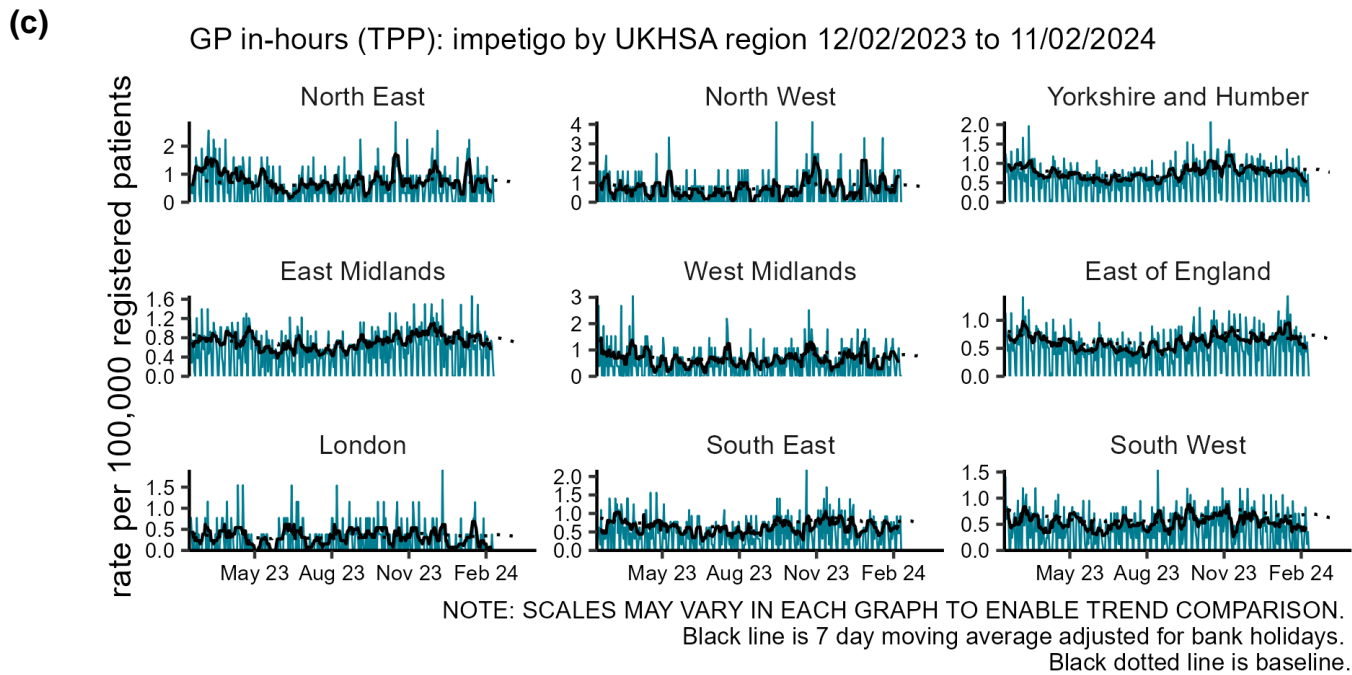 (c)
GP in-hours (TPP): impetigo by UKHSA region 12/02/2023 to 11/02/2024
rate per 100,000 registered patients
North East
2
1
0
North West
4
3
2
1
0
Yorkshire and Humber
2.0
1.5
1.0
0.5
0.0
East Midlands
1.6
1.2
0.8
0.4
0.0
West Midlands
3
2
1
0
East of England
1.0
0.5
0.0
London
1.5
1.0
0.5
0.0
May 23 Aug 23 Nov 23 Feb 24
South East
2.0
1.5
1.0
0.5
0.0
May 23 Aug 23 Nov 23 Feb 24
South West
1.5
1.0
0.5
0.0
May 23 Aug 23 Nov 23 Feb 24
NOTE: SCALES MAY VARY IN EACH GRAPH TO ENABLE TREND COMPARISON.
Black line is 7 day moving average adjusted for bank holidays.
Black dotted line is baseline.